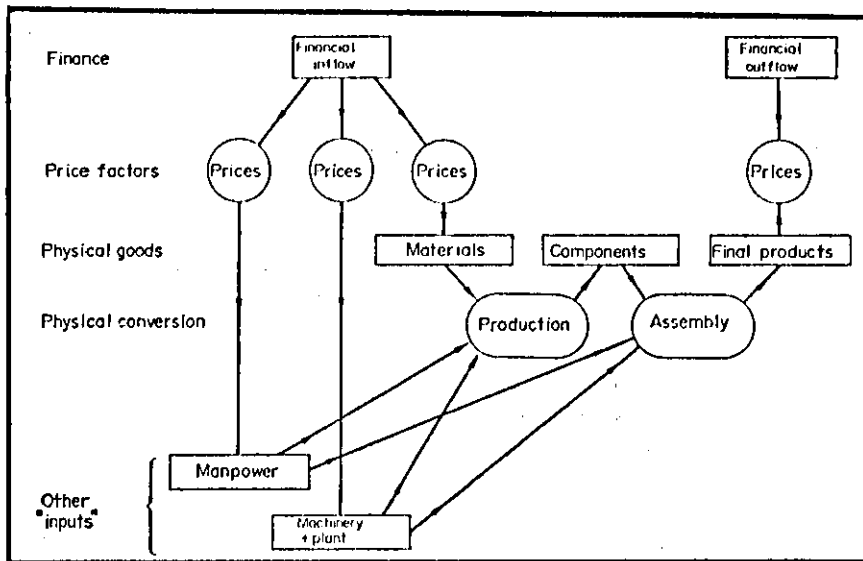 Finance
Financial
inflow
Financial
outflow
Price factors
Prices
Prices
Prices
Prices
Physical goods
Materials
Components
Final products
Physical conversion
Production
Assembly
Manpower
Other
"inputs"
Machinery
+ plant